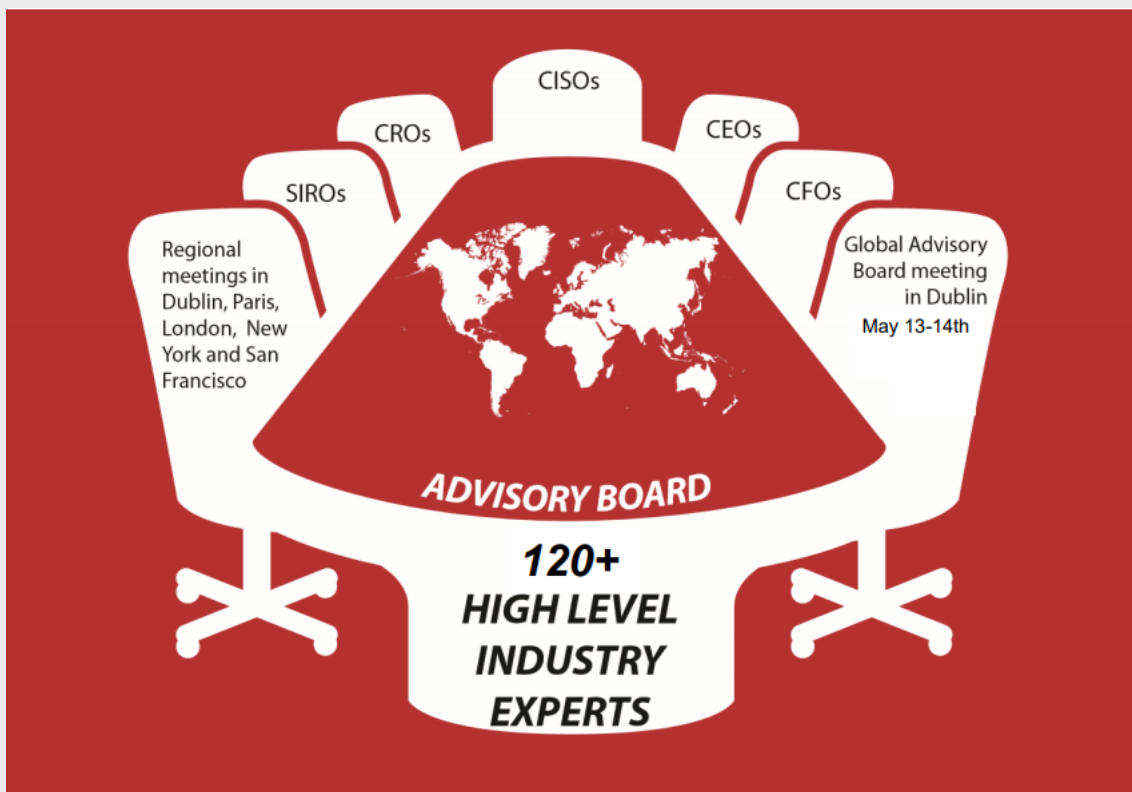 CISOs
CROs
CEOs
SIROs
CFOs
Regional
meetings in
Dublin, Paris,
London, New
York and San
Francisco
Global Advisory
Board meeting
in Dublin
May 13-14th
ADVISORY BOARD
120+
HIGH LEVEL
INDUSTRY
EXPERTS